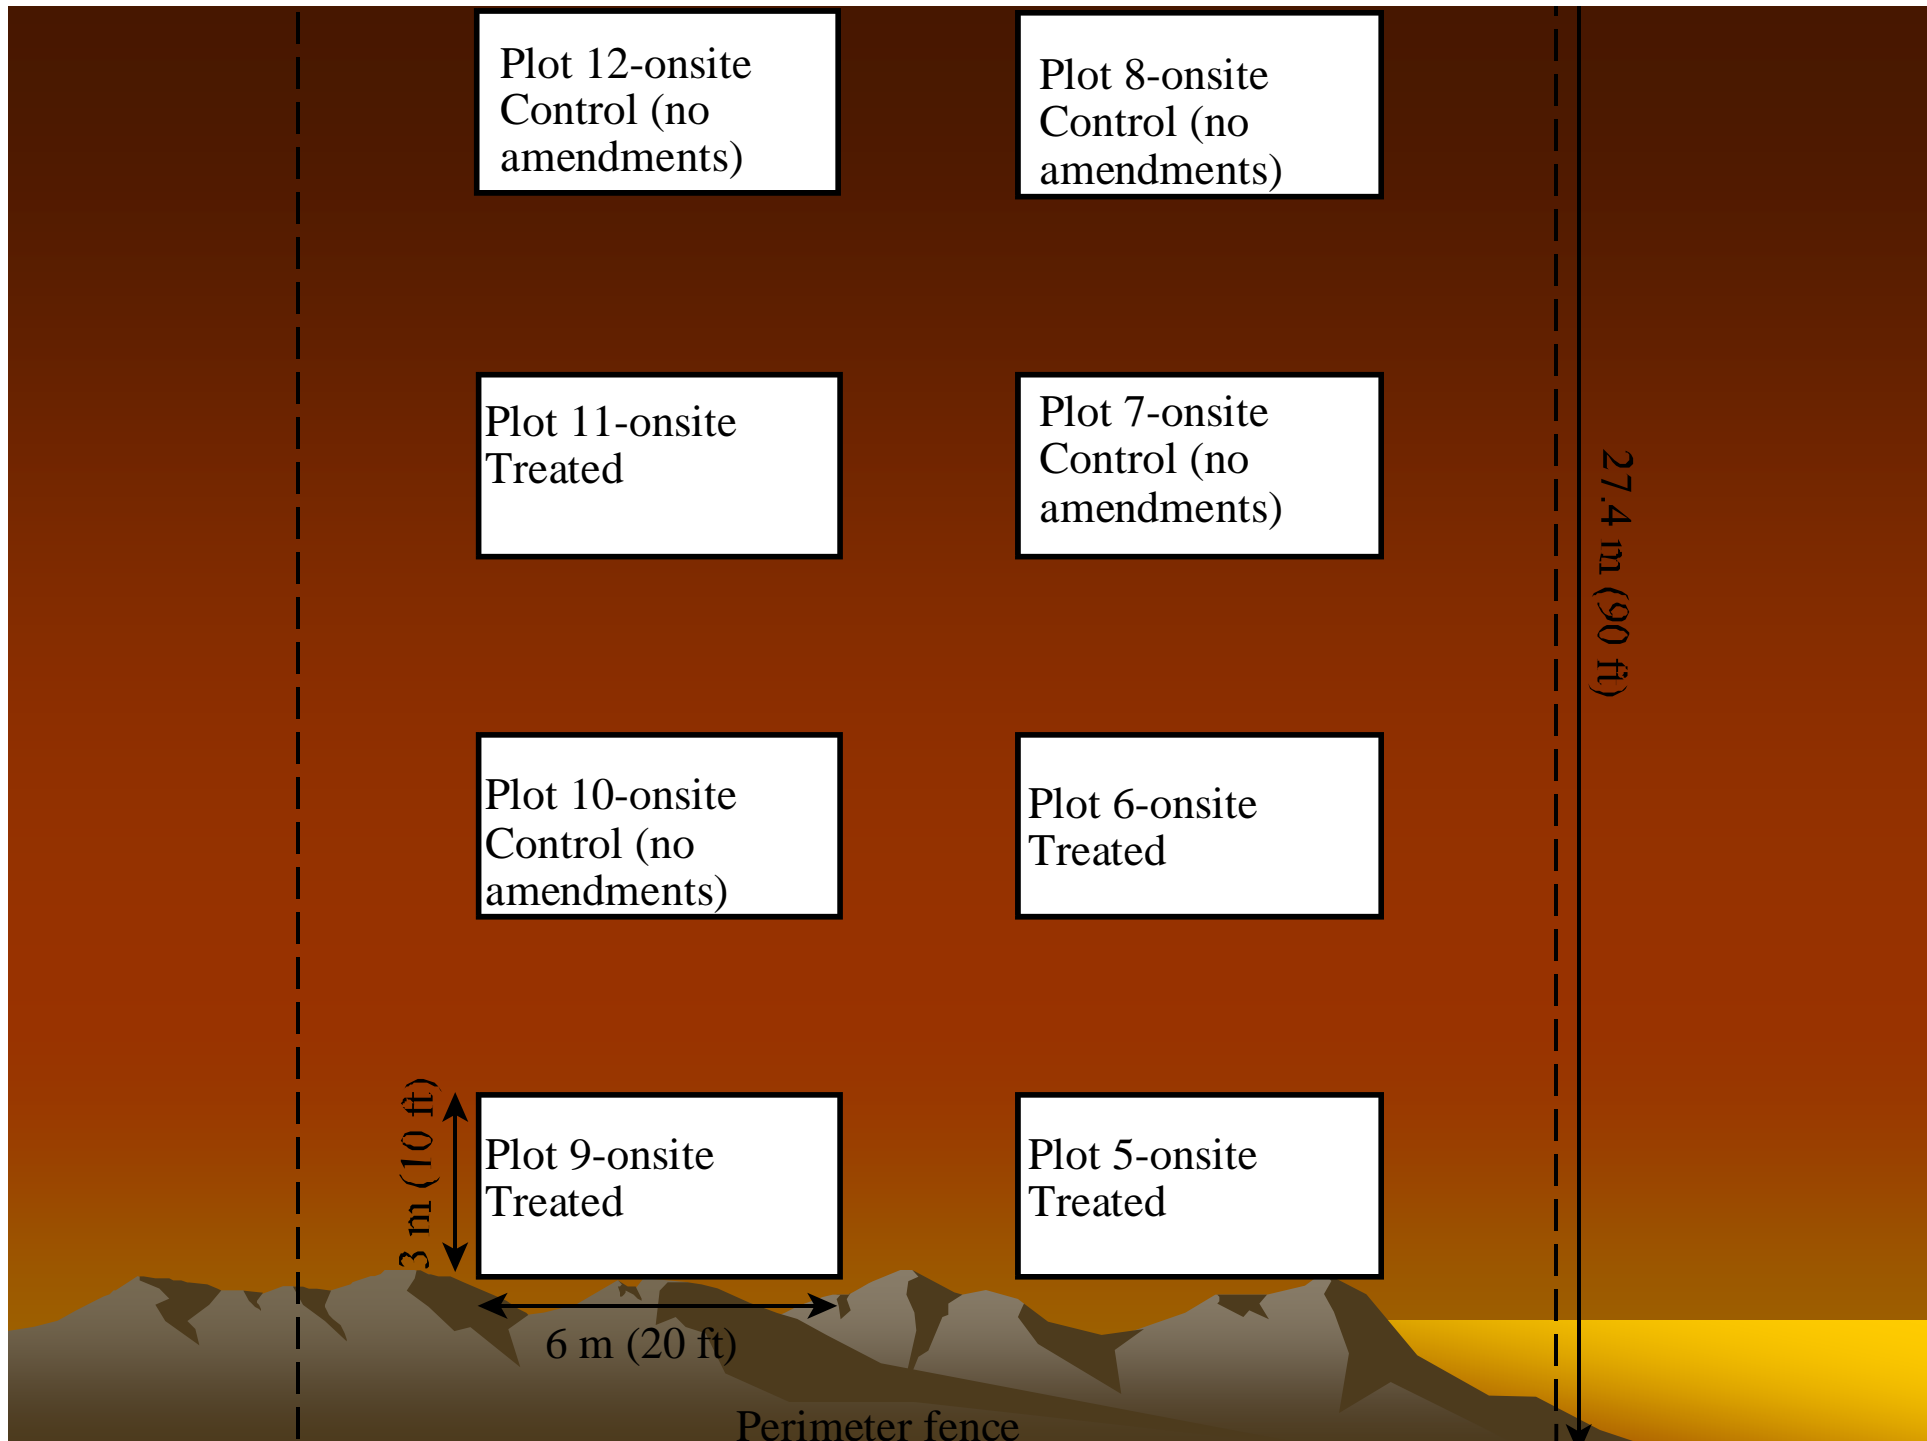 Plot 12-onsite
Control (no
amendments)
Plot 8-onsite
Control (no
amendments)
Plot 11-onsite
Treated
Plot 7-onsite
Control (no
amendments)
27.4 m (90 ft)
Plot 10-onsite
Control (no
amendments)
Plot 6-onsite
Treated
3 m (10 ft)
Plot 9-onsite
Treated
Plot 5-onsite
Treated
6 m (20 ft)
Perimeter fence